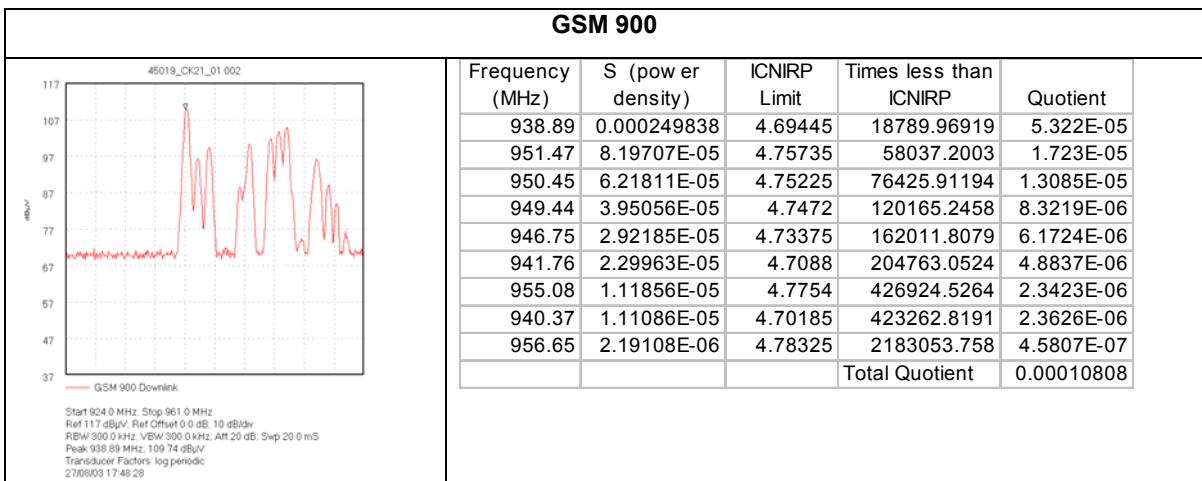 GSM 900
45019_CK21_01 002
117
107
97
87
77
67
57
47
37
dBµV
GSM 900 Downlink
Start 924.0 MHz; Stop 961.0 MHz
Ref 117 dBµV; Ref Offset 0.0 dB; 10 dB/div
RBW 300.0 kHz; VBW 300.0 kHz; Att 20 dB; Swp 20.0 mS
Peak 938.89 MHz, 109.74 dBµV
Transducer Factors: log periodic
27/08/03 17:48:28
Frequency (MHz) S (pow er density) ICNIRP Limit Times less than ICNIRP Quotient
938.89 0.000249838 4.69445 18789.96919 5.322E-05
951.47 8.19707E-05 4.75735 58037.2003 1.723E-05
950.45 6.21811E-05 4.75225 76425.91194 1.3085E-05
949.44 3.95056E-05 4.7472 120165.2458 8.3219E-06
946.75 2.92185E-05 4.73375 162011.8079 6.1724E-06
941.76 2.29963E-05 4.7088 204763.0524 4.8837E-06
955.08 1.11856E-05 4.7754 426924.5264 2.3423E-06
940.37 1.11086E-05 4.70185 423262.8191 2.3626E-06
956.65 2.19108E-06 4.78325 2183053.758 4.5807E-07
Total Quotient 0.00010808